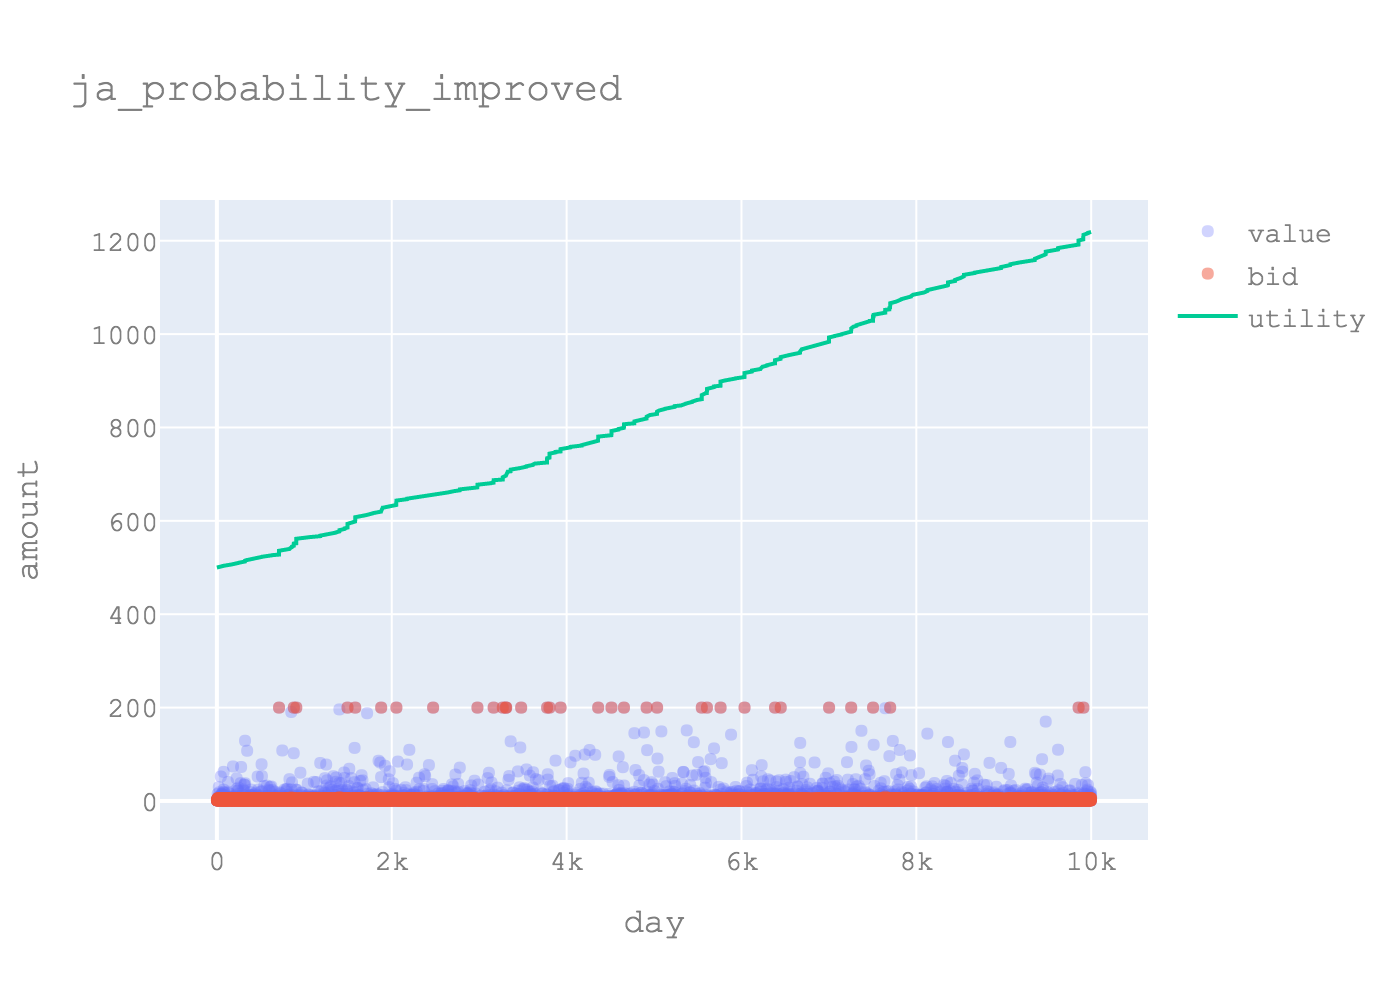 ja_probability_improved
value
bid
utility
1200
1000
800
600
400
200
0
amount
0 2k 4k 6k 8k 10k
day